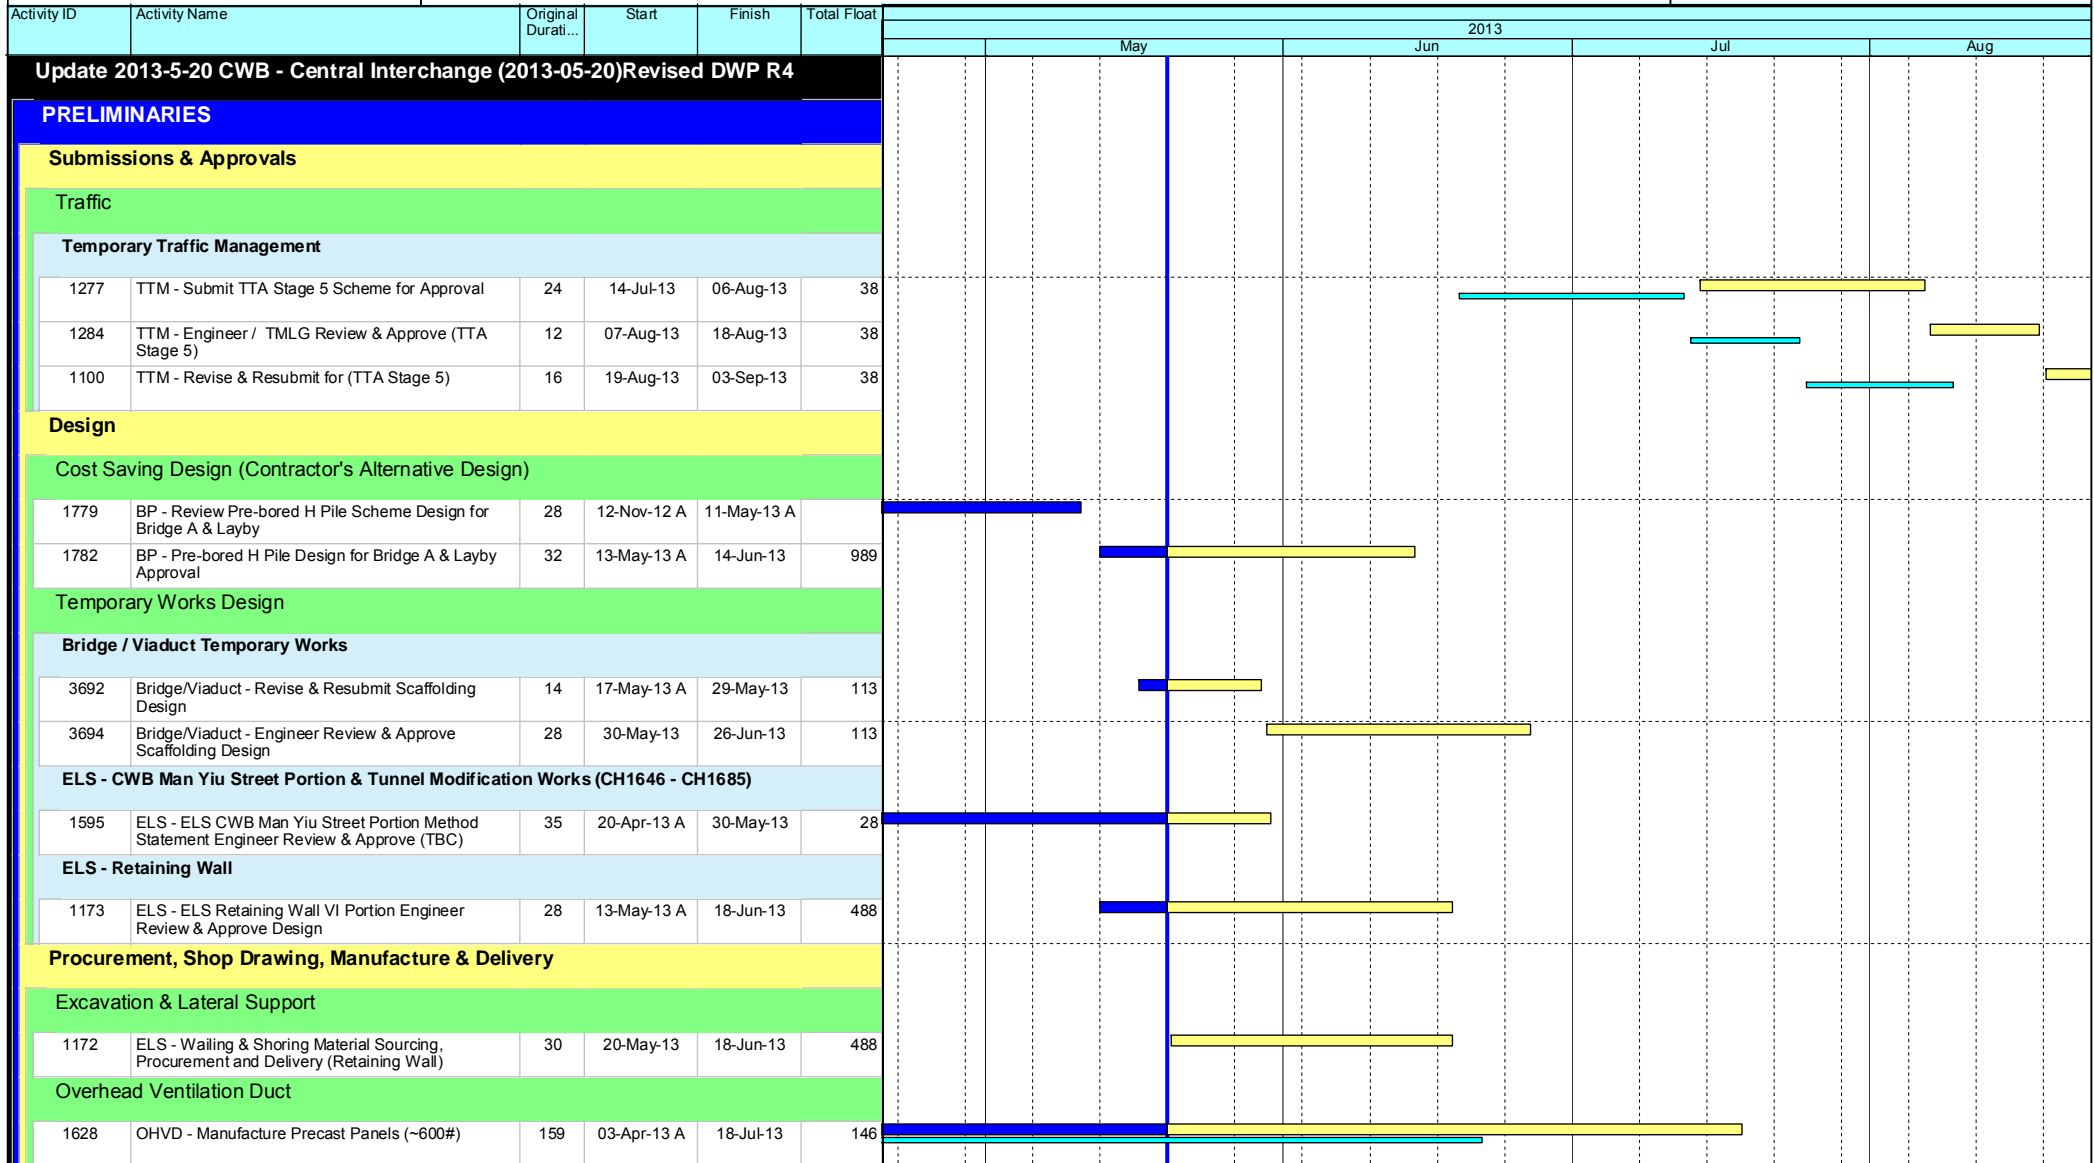 Activity ID Activity Name Original Durati... Start Finish Total Float
2013
May Jun Jul Aug
Update 2013-5-20 CWB - Central Interchange (2013-05-20)Revised DWP R4
PRELIMINARIES
Submissions & Approvals
Traffic
Temporary Traffic Management
1277 TTM - Submit TTA Stage 5 Scheme for Approval 24 14-Jul-13 06-Aug-13 38
1284 TTM - Engineer / TMLG Review & Approve (TTA 12 07-Aug-13 18-Aug-13 38
Stage 5)
1100 TTM - Revise & Resubmit for (TTA Stage 5) 16 19-Aug-13 03-Sep-13 38
Design
Cost Saving Design (Contractor's Alternative Design)
1779 BP - Review Pre-bored H Pile Scheme Design for 28 12-Nov-12 A 11-May-13 A
Bridge A & Layby
1782 BP - Pre-bored H Pile Design for Bridge A & Layby 32 13-May-13 A 14-Jun-13 989
Approval
Temporary Works Design
Bridge / Viaduct Temporary Works
3692 Bridge/Viaduct - Revise & Resubmit Scaffolding 14 17-May-13 A 29-May-13 113
Design
3694 Bridge/Viaduct - Engineer Review & Approve 28 30-May-13 26-Jun-13 113
Scaffolding Design
ELS - CWB Man Yiu Street Portion & Tunnel Modification Works (CH1646 - CH1685)
1595 ELS - ELS CWB Man Yiu Street Portion Method 35 20-Apr-13 A 30-May-13 28
Statement Engineer Review & Approve (TBC)
ELS - Retaining Wall
1173 ELS - ELS Retaining Wall VI Portion Engineer 28 13-May-13 A 18-Jun-13 488
Review & Approve Design
Procurement, Shop Drawing, Manufacture & Delivery
Excavation & Lateral Support
1172 ELS - Wailing & Shoring Material Sourcing, 30 20-May-13 18-Jun-13 488
Procurement and Delivery (Retaining Wall)
Overhead Ventilation Duct
1628 OHVD - Manufacture Precast Panels (~600#) 159 03-Apr-13 A 18-Jul-13 146